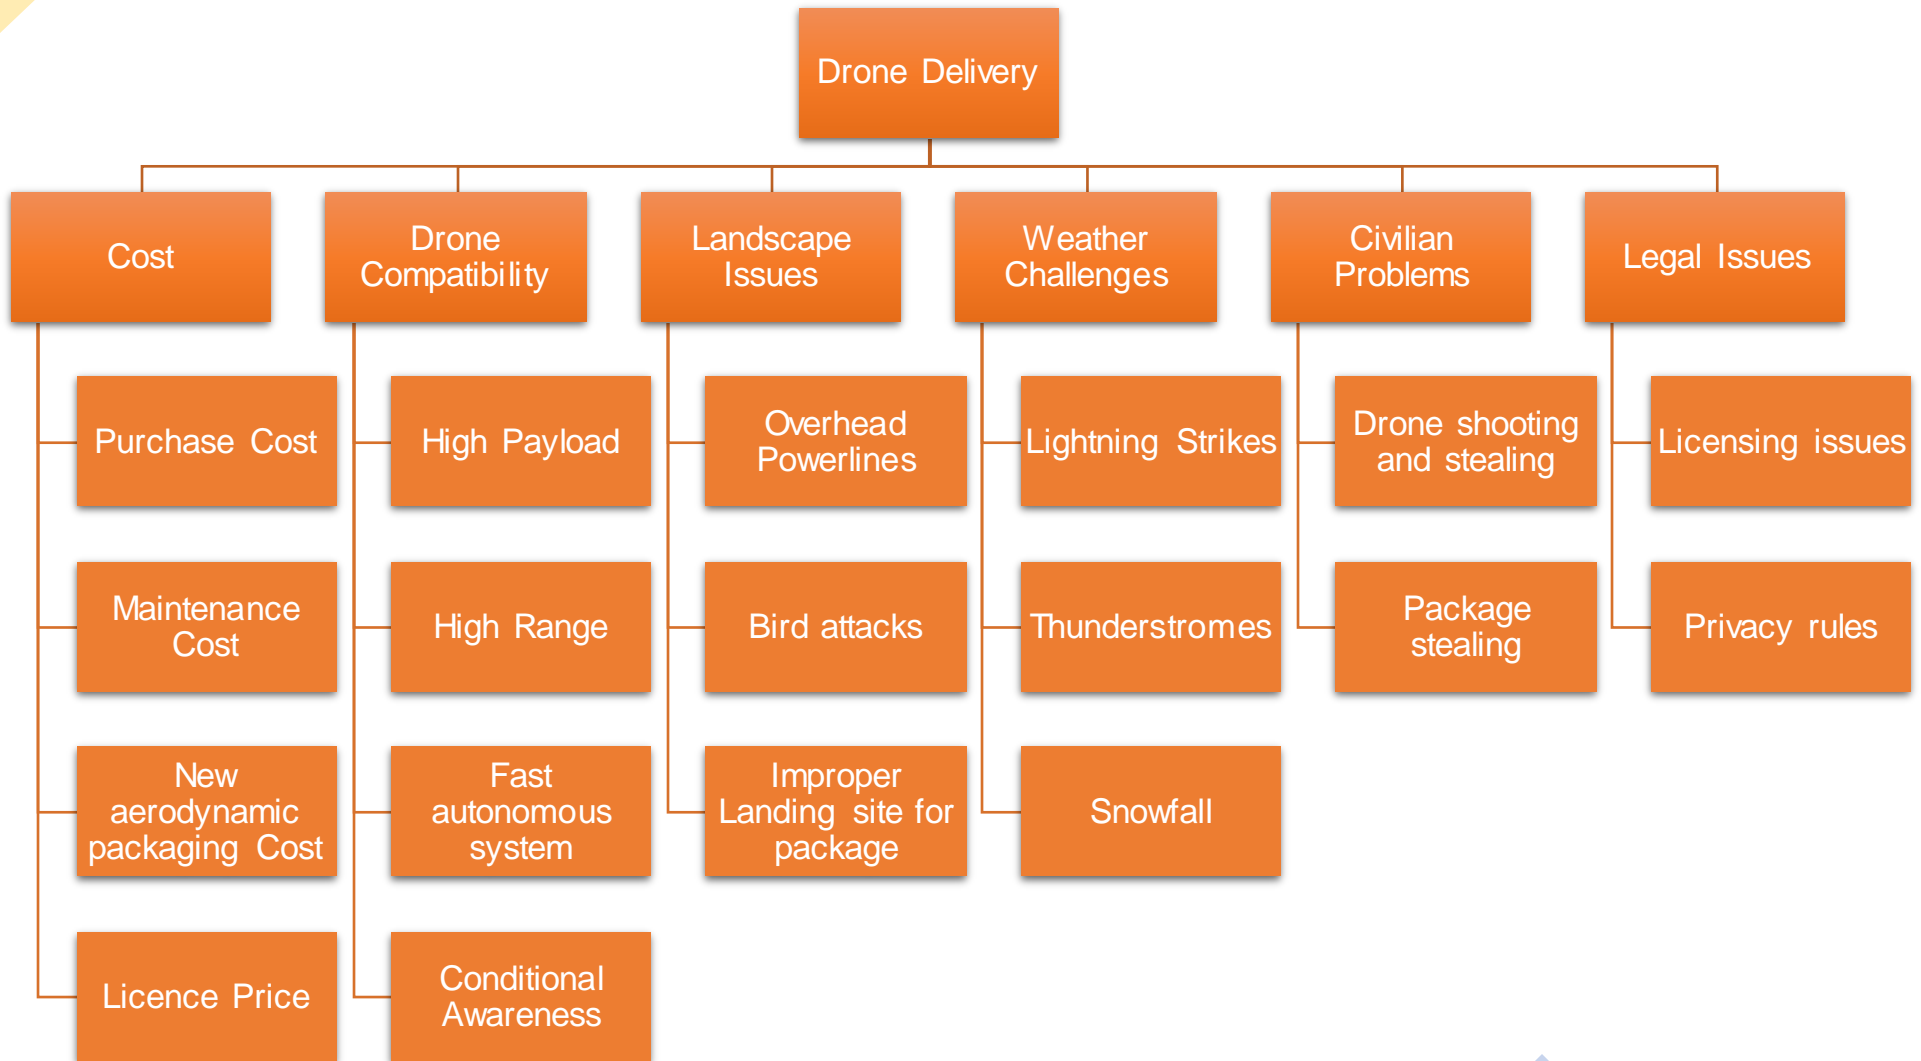 Drone Delivery
Cost
Drone
Compatibility
Landscape
Issues
Weather
Challenges
Civilian
Problems
Legal Issues
Purchase Cost
Maintenance
Cost
New
aerodynamic
packaging Cost
Licence Price
High Payload
High Range
Fast
autonomous
system
Conditional
Awareness
Overhead
Powerlines
Bird attacks
Improper
Landing site for
package
Lightning Strikes
Thunderstromes
Snowfall
Drone shooting
and stealing
Package
stealing
Licensing issues
Privacy rules